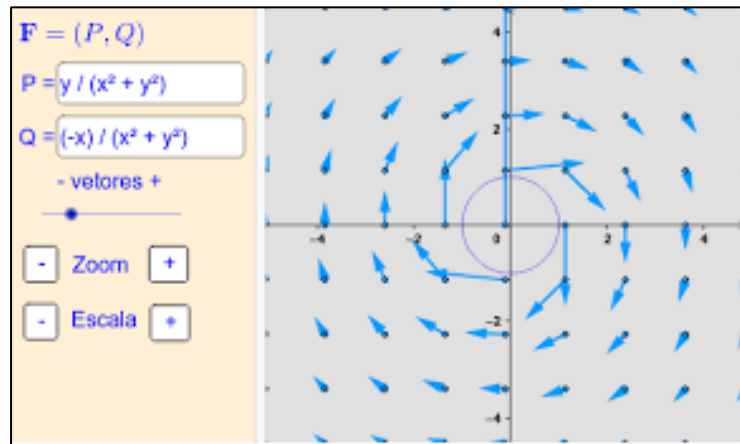 F = (P, Q)
P = y / (x² + y²)
Q = (-x) / (x² + y²)
- vetores +
- Zoom +
- Escala +
4
2
-4 -2 0 2 4
-2
-4